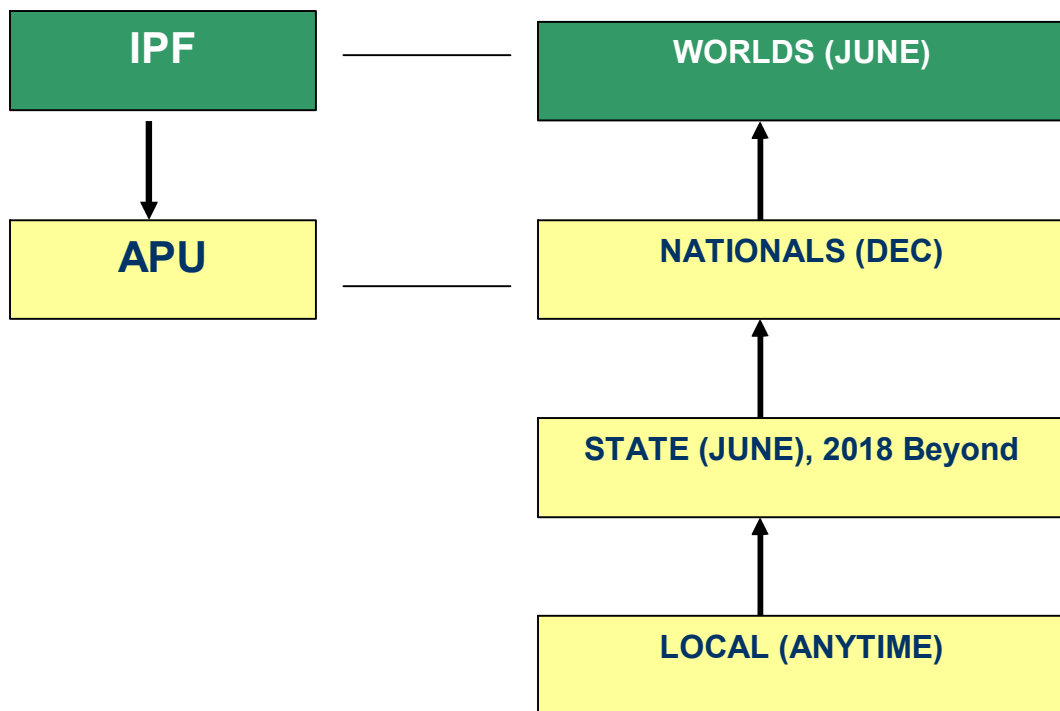 IPF
WORLDS (JUNE)
APU
NATIONALS (DEC)
STATE (JUNE), 2018 Beyond
LOCAL (ANYTIME)